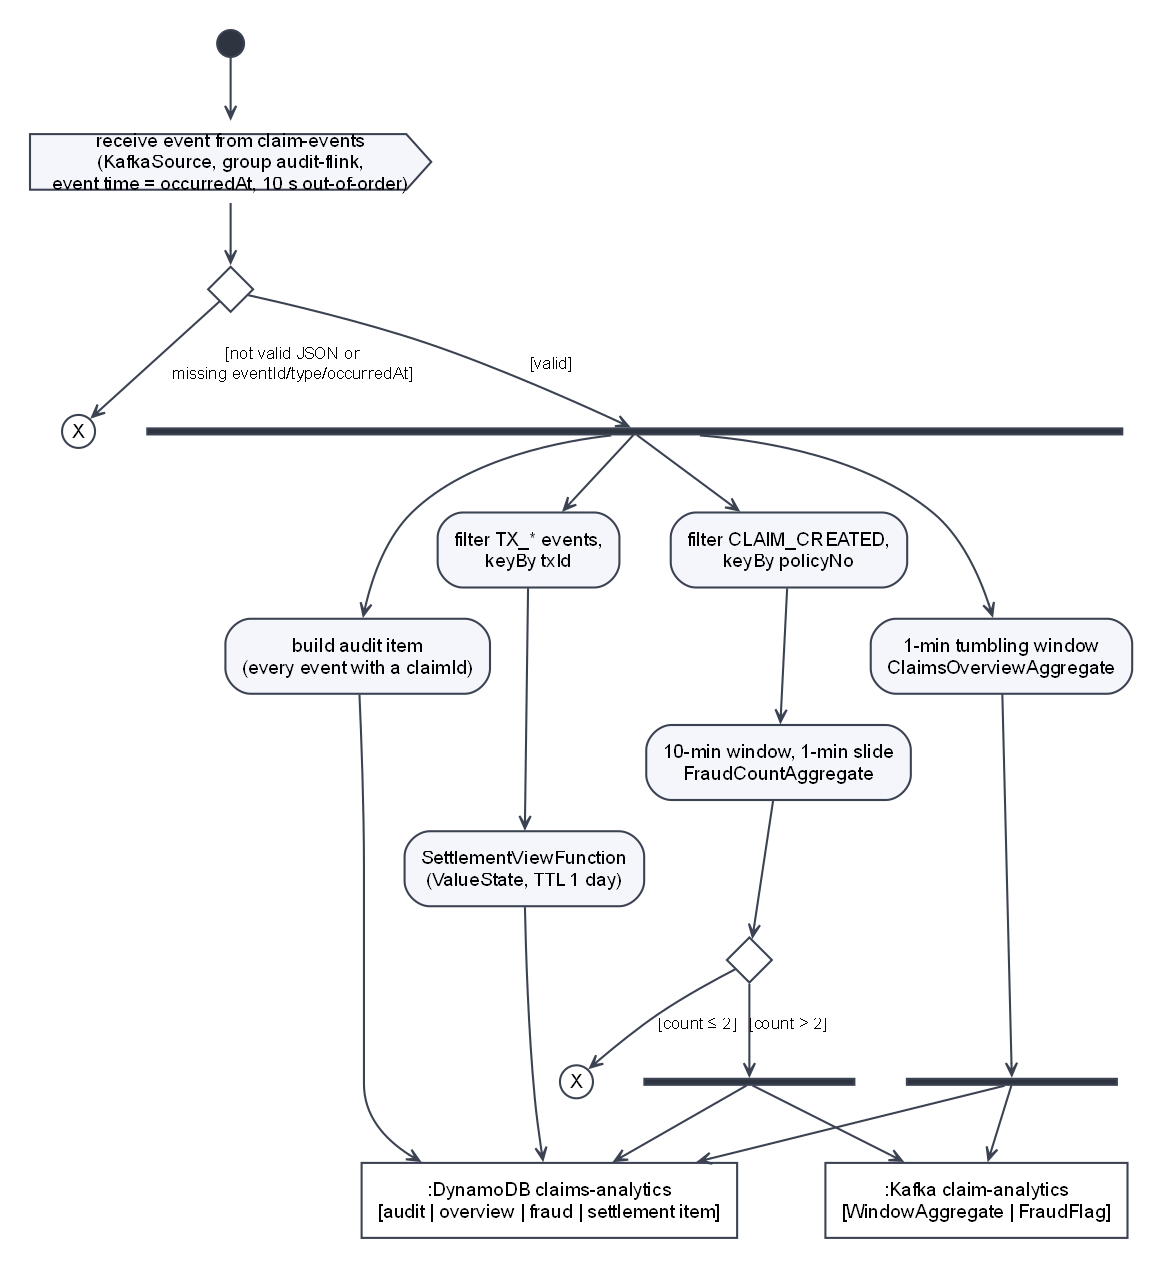 receive event from claim-events
(KafkaSource, group audit-flink,
event time = occurredAt, 10 s out-of-order)
[not valid JSON or
missing eventId/type/occurredAt]
[valid]
X
filter TX_* events,
keyBy txId
filter CLAIM_CREATED,
keyBy policyNo
build audit item
(every event with a claimId)
1-min tumbling window
ClaimsOverviewAggregate
10-min window, 1-min slide
FraudCountAggregate
SettlementViewFunction
(ValueState, TTL 1 day)
[count ≤ 2]
[count > 2]
X
:DynamoDB claims-analytics
[audit | overview | fraud | settlement item]
:Kafka claim-analytics
[WindowAggregate | FraudFlag]